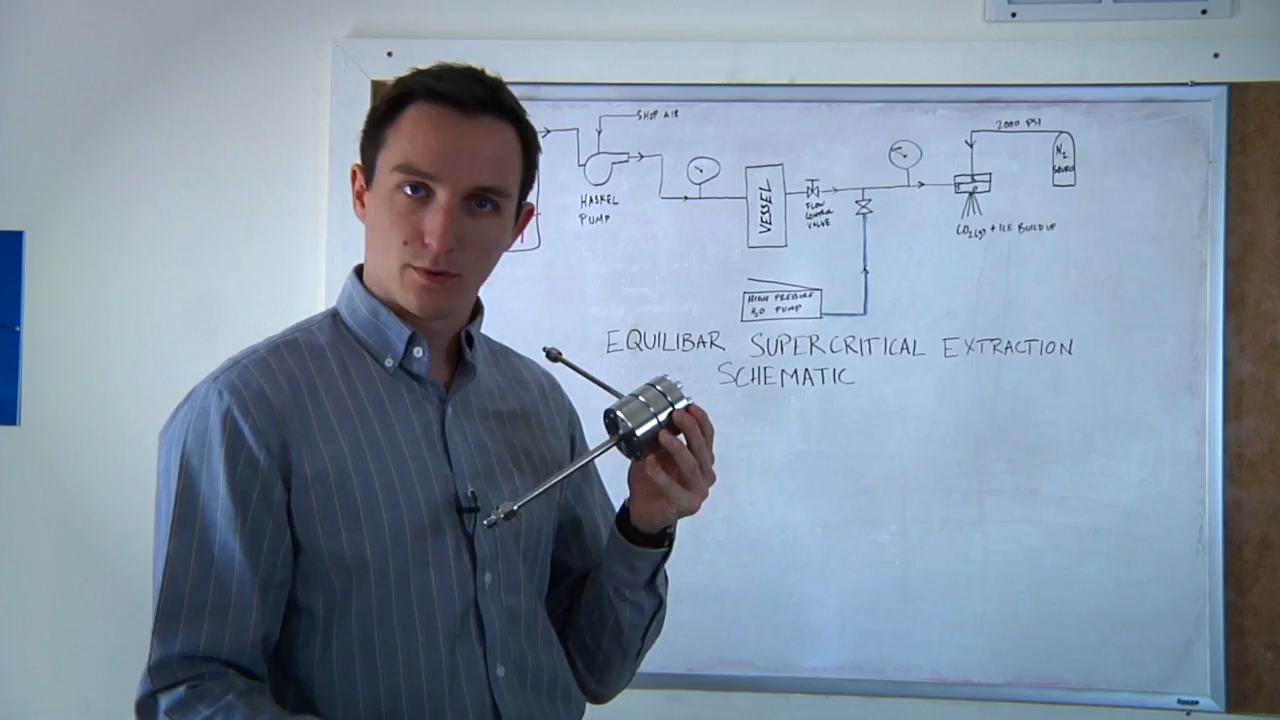 SHOP AIR
HASKEL
PUMP
VESSEL
FLOW
CONTROL
VALVE
2000 PSI
N2
SOURCE
CO2(g) + ICE BUILD UP
HIGH PRESSURE
H2O PUMP
EQUILIBAR SUPERCRITICAL EXTRACTION
SCHEMATIC